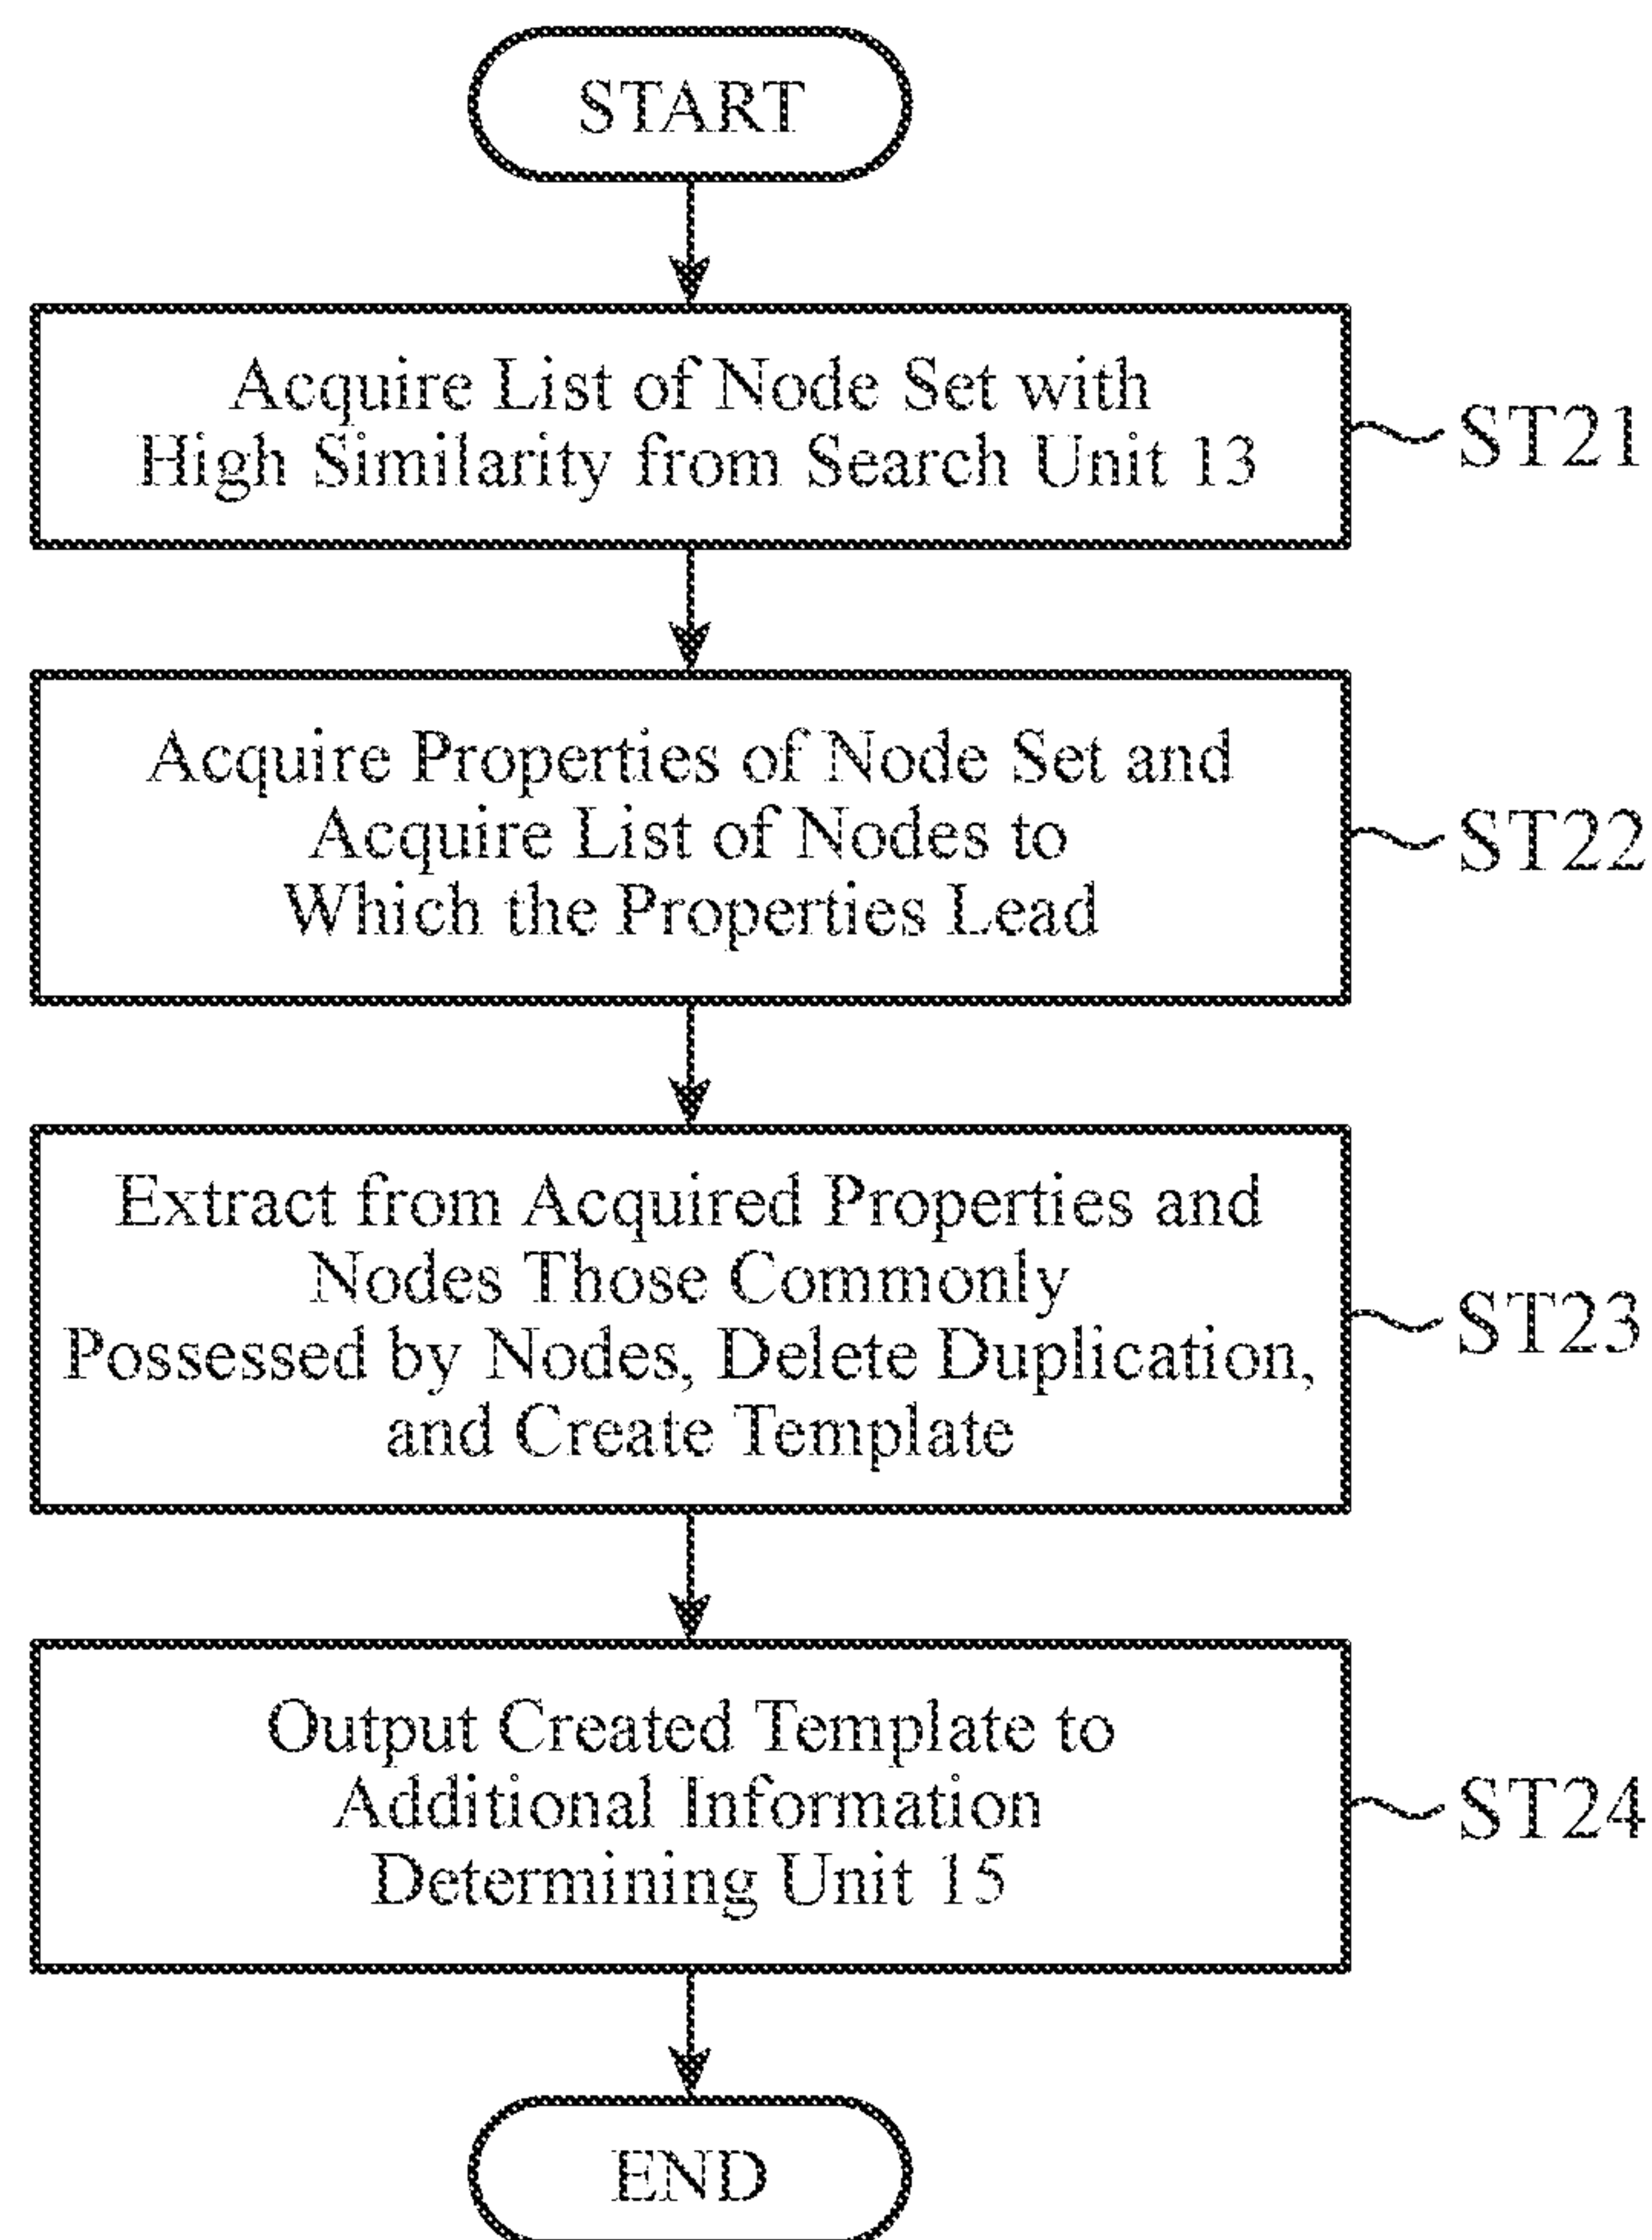 START
Acquire List of Node Set with
High Similarity from Search Unit 13
ST21
Acquire Properties of Node Set and
Acquire List of Nodes to
Which the Properties Lead
ST22
Extract from Acquired Properties and
Nodes Those Commonly
Possessed by Nodes, Delete Duplication,
and Create Template
ST23
Output Created Template to
Additional Information
Determining Unit 15
ST24
END